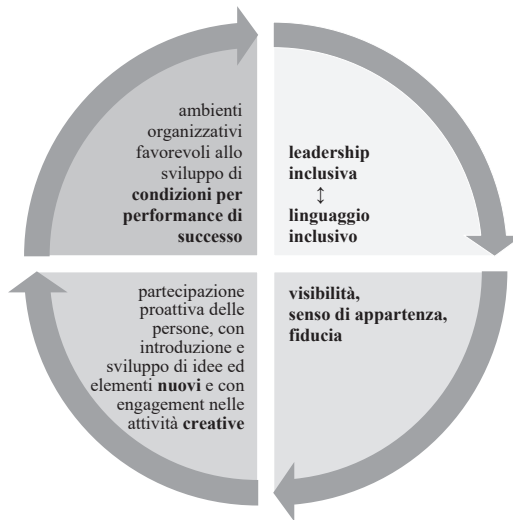 ambienti
organizzativi
favorevoli allo
sviluppo di
condizioni per
performance di
successo
leadership
inclusiva
↕
linguaggio
inclusivo
partecipazione
proattiva delle
persone, con
introduzione e
sviluppo di idee ed
elementi nuovi e con
engagement nelle
attività creative
visibilità,
senso di appartenza,
fiducia